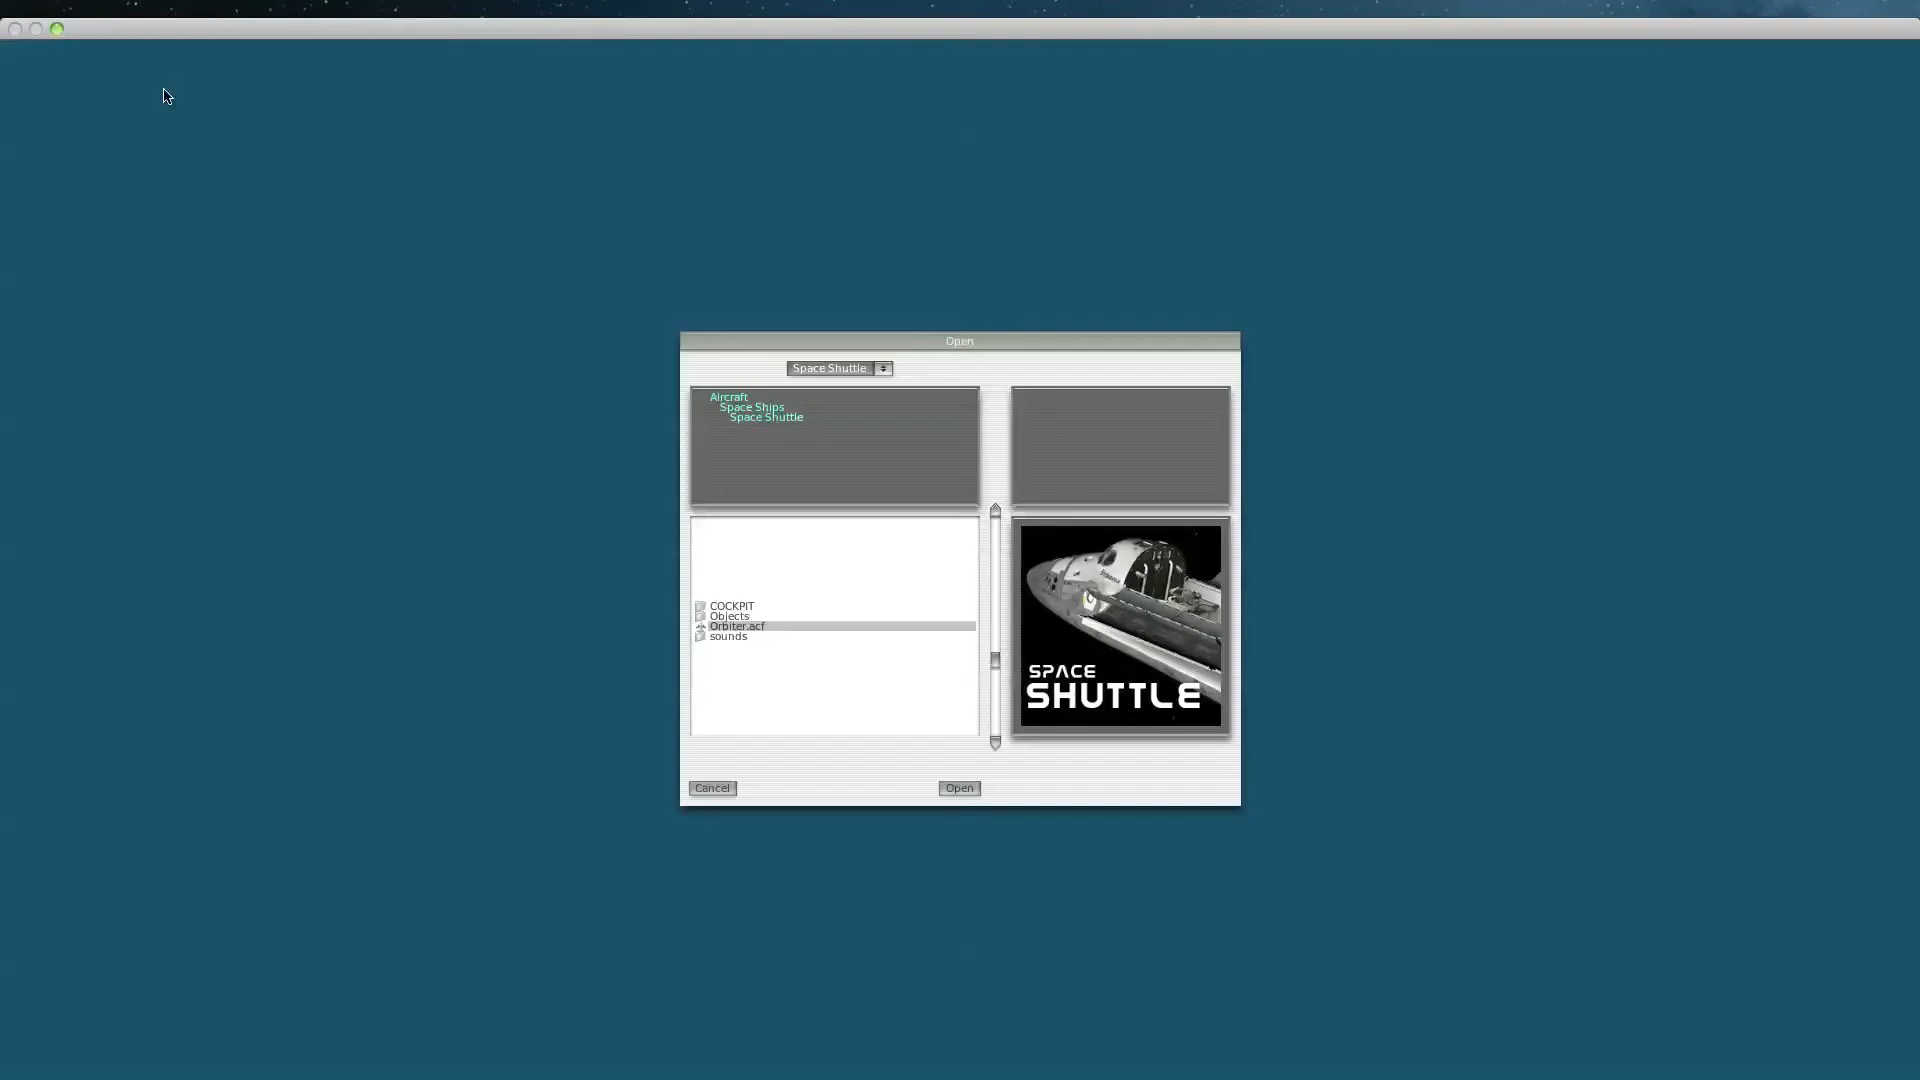 Open
Space Shuttle
Aircraft
Space Ships
Space Shuttle
COCKPIT
Objects
Orbiter.acf
sounds
SPACE
SHUTTLE
Cancel
Open